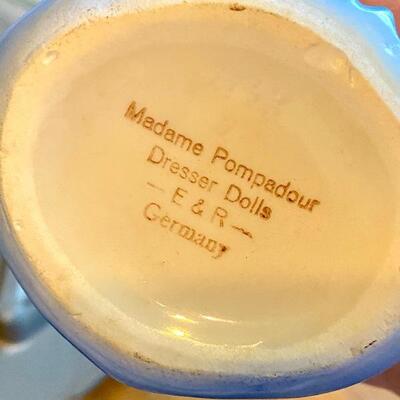 Madame Pompadour
Dresser Dolls
— E & R —
Germany